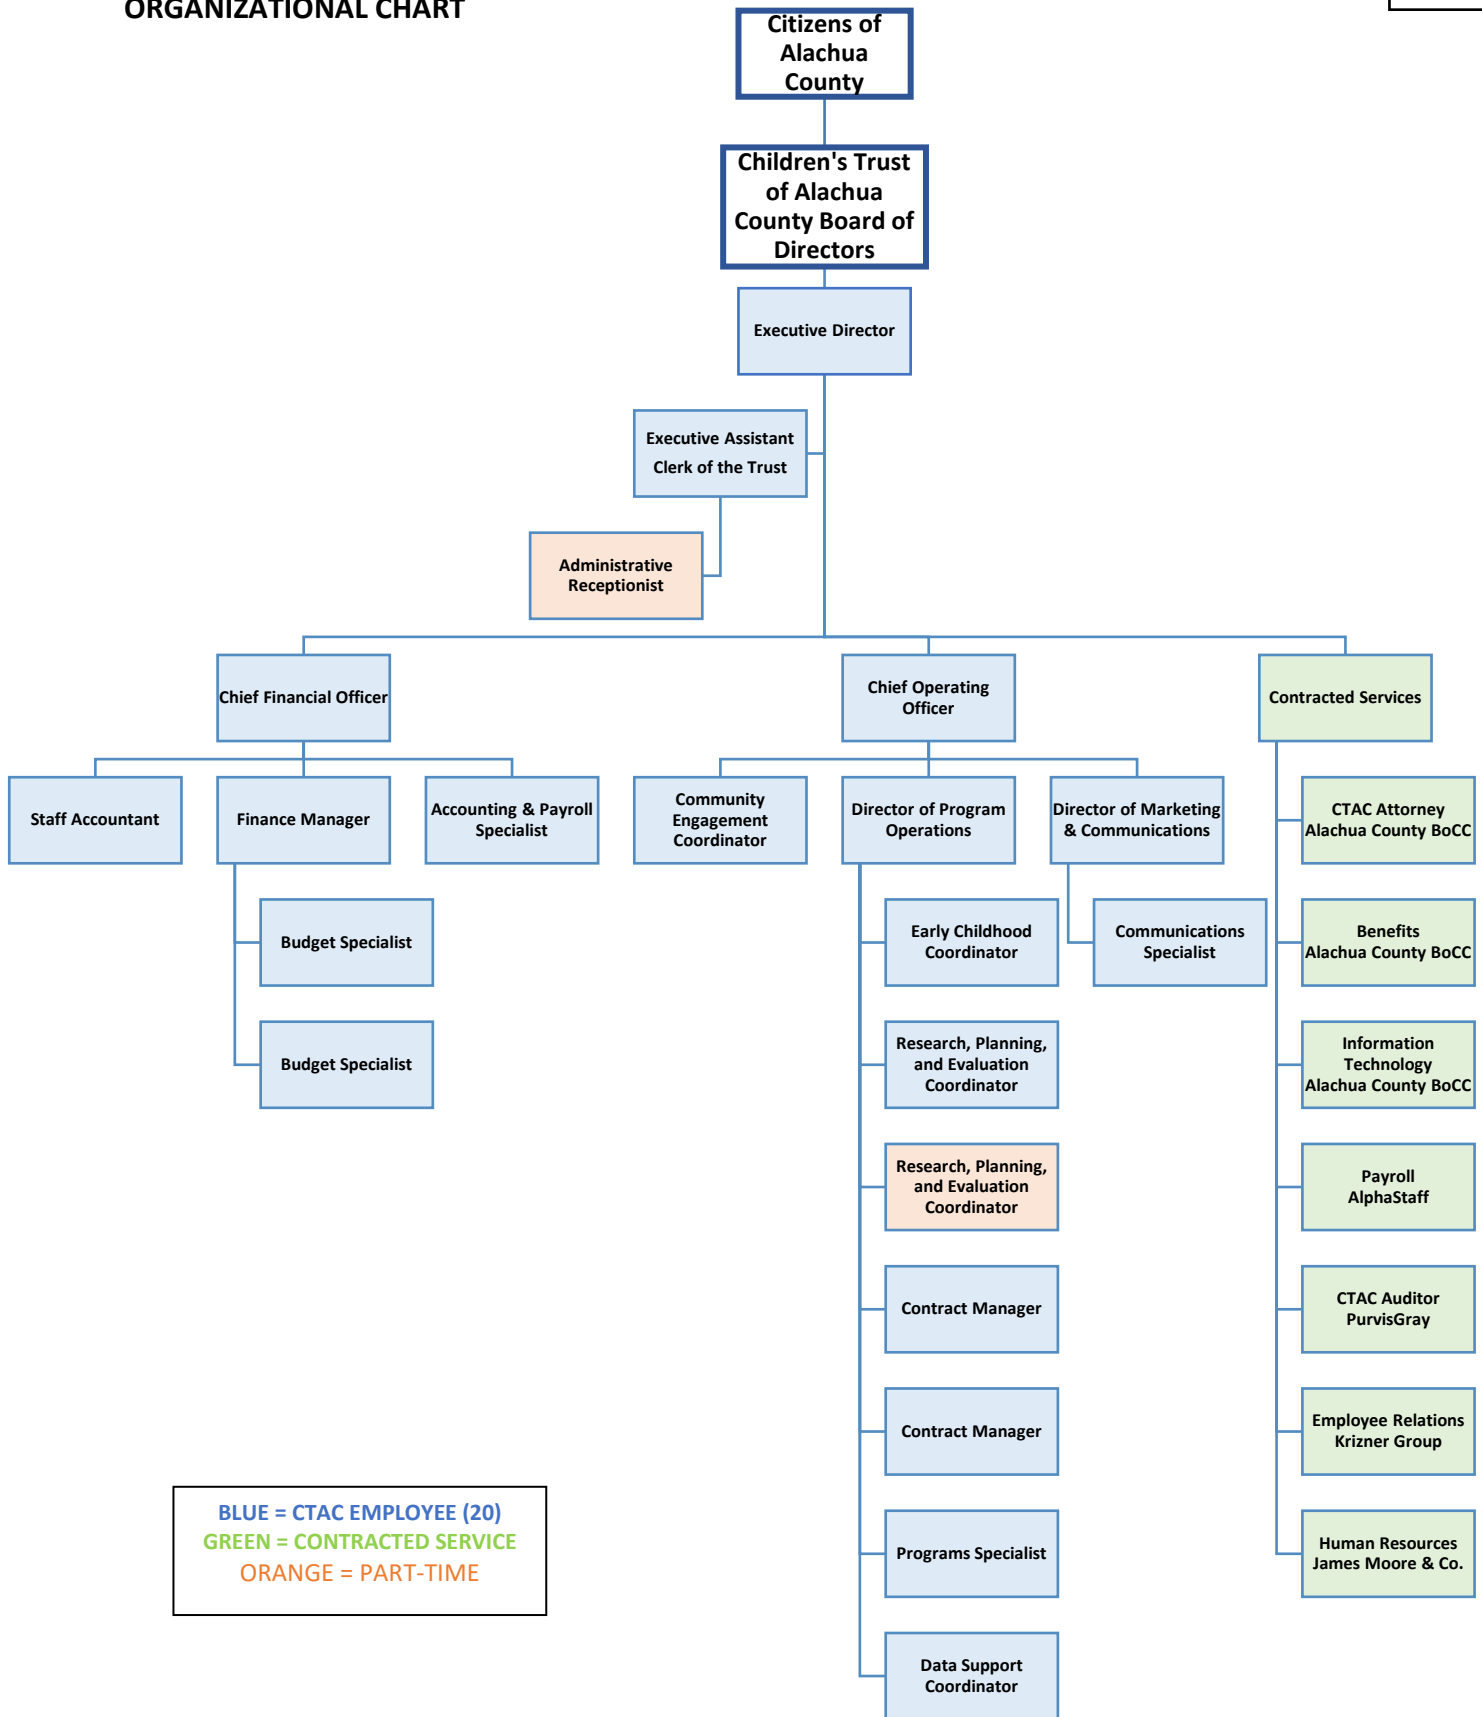 ORGANIZATIONAL CHART
Citizens of
Alachua
County
Children's Trust
of Alachua
County Board of
Directors
Executive Director
Executive Assistant
Clerk of the Trust
Administrative
Receptionist
Chief Financial Officer
Chief Operating
Officer
Contracted Services
Staff Accountant
Finance Manager
Accounting & Payroll
Specialist
Budget Specialist
Budget Specialist
Community
Engagement
Coordinator
Director of Program
Operations
Director of Marketing
& Communications
Early Childhood
Coordinator
Research, Planning,
and Evaluation
Coordinator
Research, Planning,
and Evaluation
Coordinator
Contract Manager
Contract Manager
Programs Specialist
Data Support
Coordinator
Communications
Specialist
CTAC Attorney
Alachua County BoCC
Benefits
Alachua County BoCC
Information
Technology
Alachua County BoCC
Payroll
AlphaStaff
CTAC Auditor
PurvisGray
Employee Relations
Krizner Group
Human Resources
James Moore & Co.
BLUE = CTAC EMPLOYEE (20)
GREEN = CONTRACTED SERVICE
ORANGE = PART-TIME